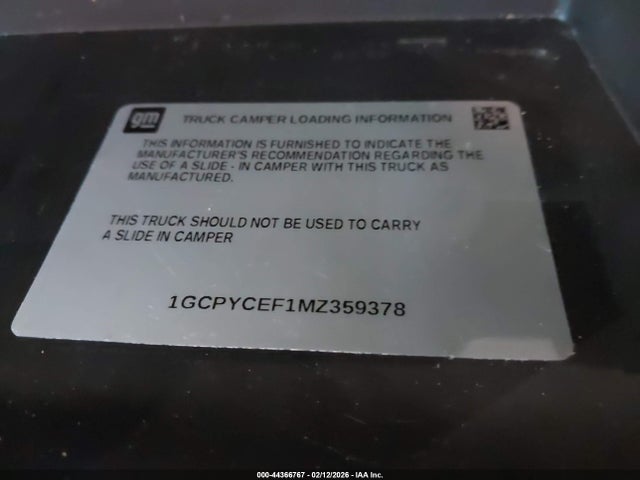 gm
TRUCK CAMPER LOADING INFORMATION
THIS INFORMATION IS FURNISHED TO INDICATE THE
MANUFACTURER'S RECOMMENDATION REGARDING THE
USE OF A SLIDE - IN CAMPER WITH THIS TRUCK AS
MANUFACTURED.
THIS TRUCK SHOULD NOT BE USED TO CARRY
A SLIDE IN CAMPER
1GCPYCEF1MZ359378
000-44366767 - 02/12/2026 - IAA Inc.